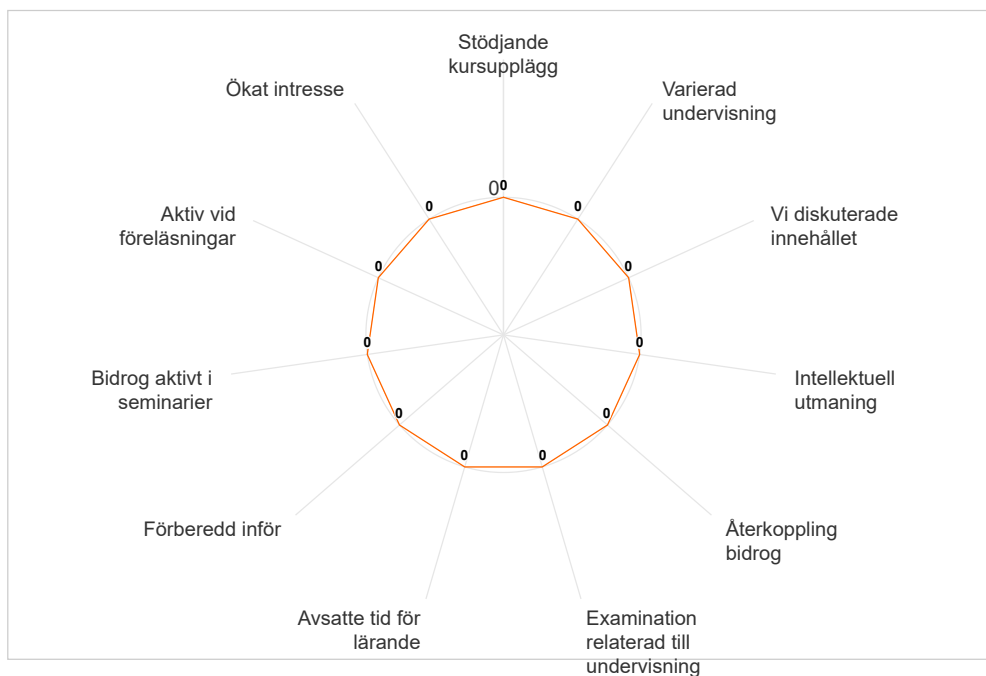 Stödjande
kursupplägg
Varierad
undervisning
Vi diskuterade
innehållet
Intellektuell
utmaning
Återkoppling
bidrog
Examination
relaterad till
undervisning
Avsatte tid för
lärande
Förberedd inför
Bidrog aktivt i
seminarier
Aktiv vid
föreläsningar
Ökat intresse
0
0
0
0
0
0
0
0
0
0
0
0